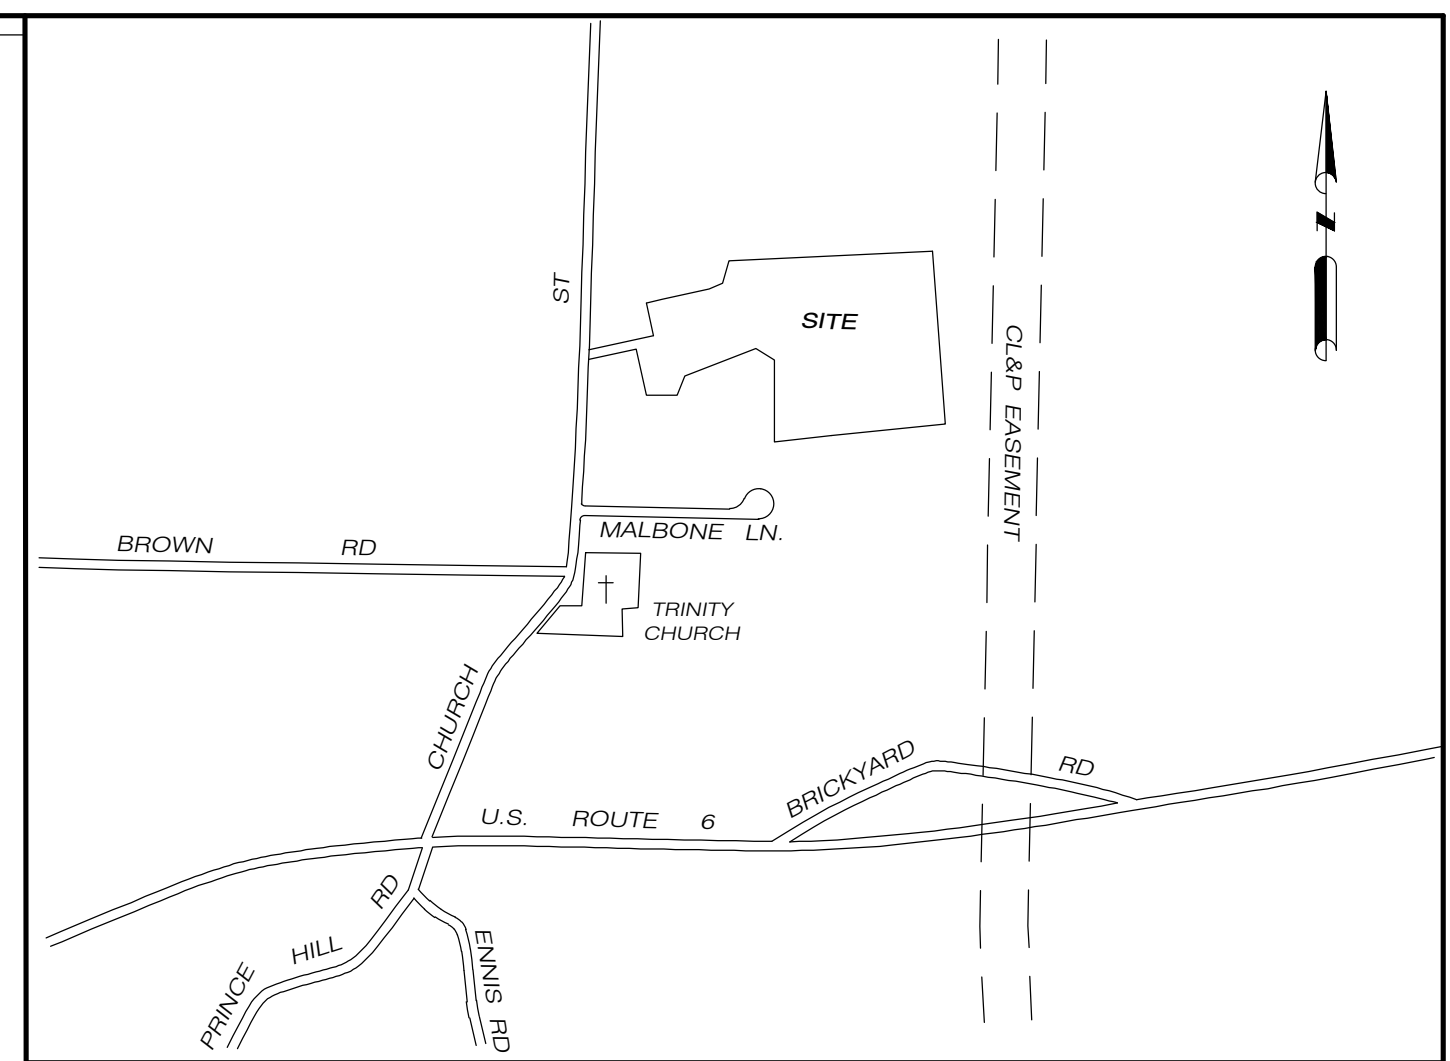 N
ST
SITE
CL&P EASEMENT
MALBONE LN.
BROWN RD
TRINITY
CHURCH
CHURCH
BRICKYARD RD
U.S. ROUTE 6
PRINCE HILL RD
ENNIS RD